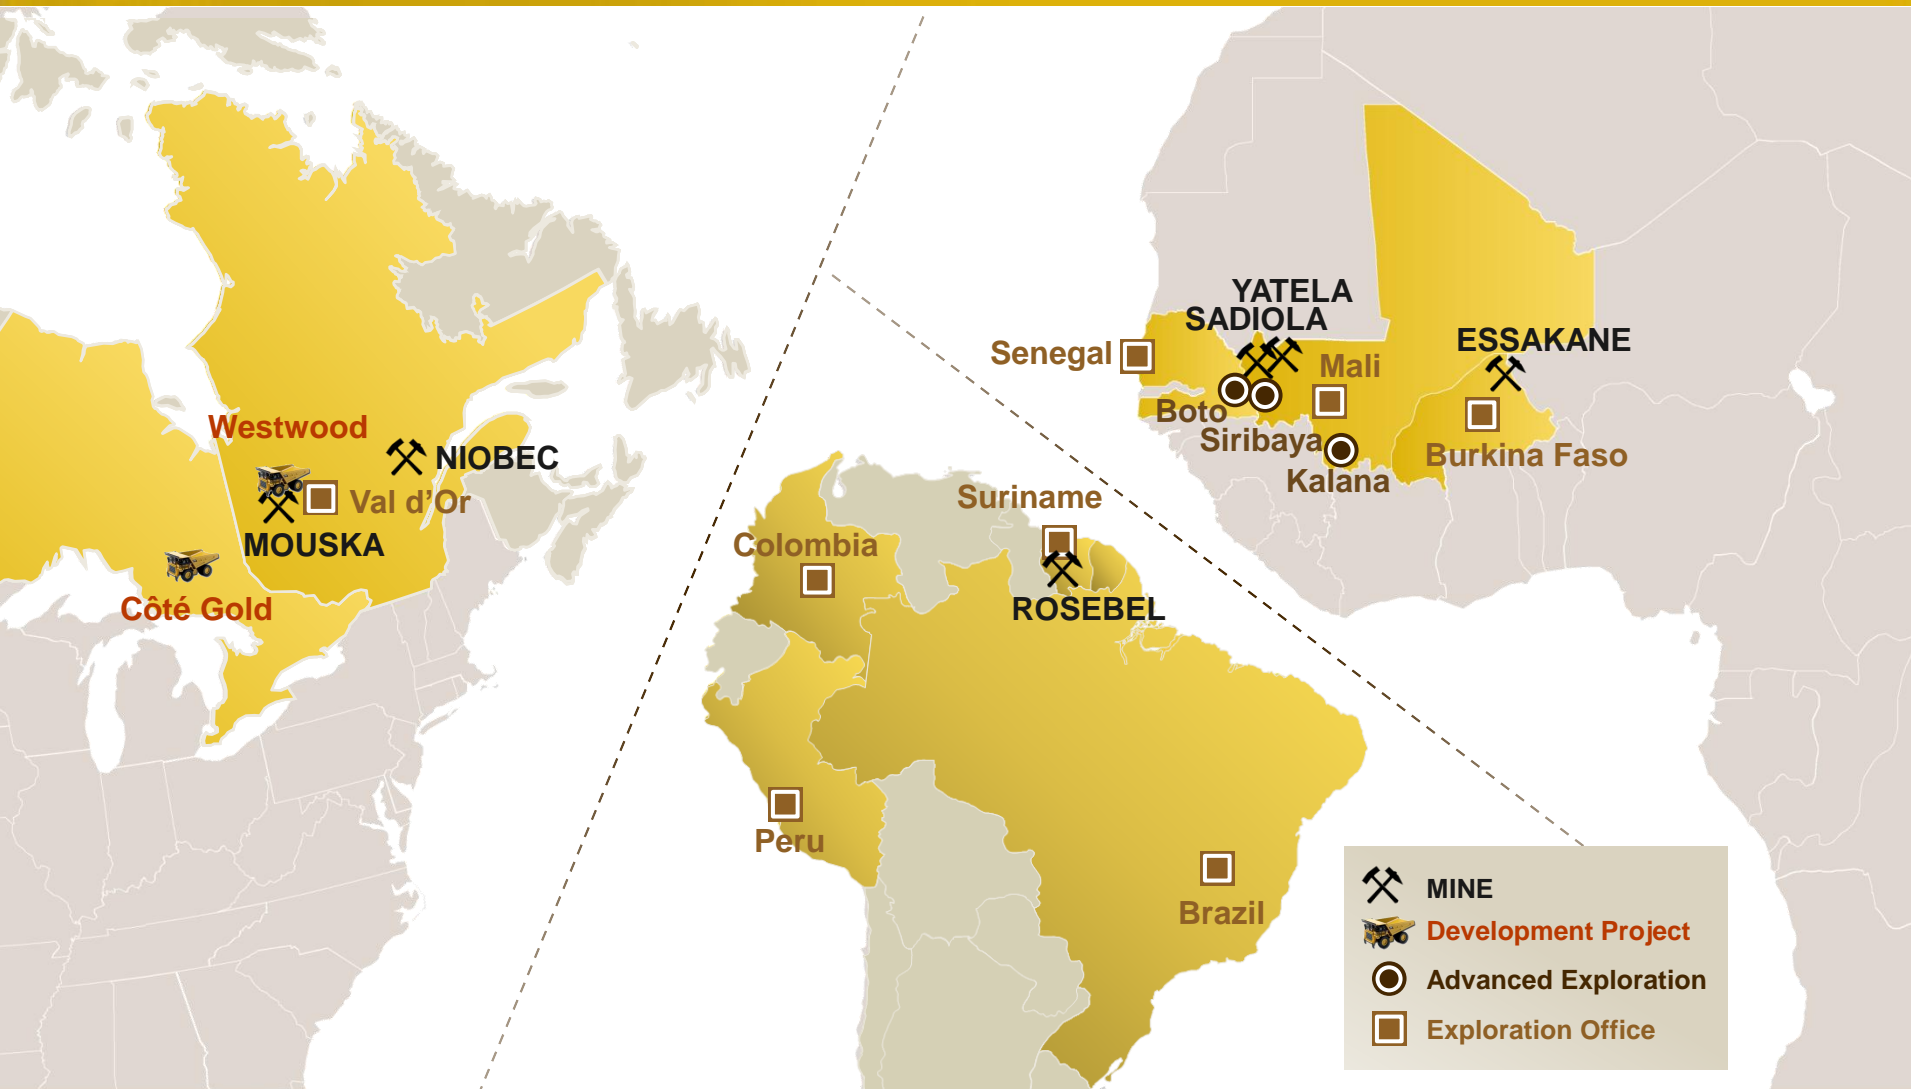 Westwood
NIOBEC
Val d'Or
MOUSKA
Côté Gold
Colombia
Suriname
ROSEBEL
Peru
Brazil
YATELA
SADIOLA
Senegal
Mali
ESSAKANE
Boto
Siribaya
Kalana
Burkina Faso
MINE
Development Project
Advanced Exploration
Exploration Office